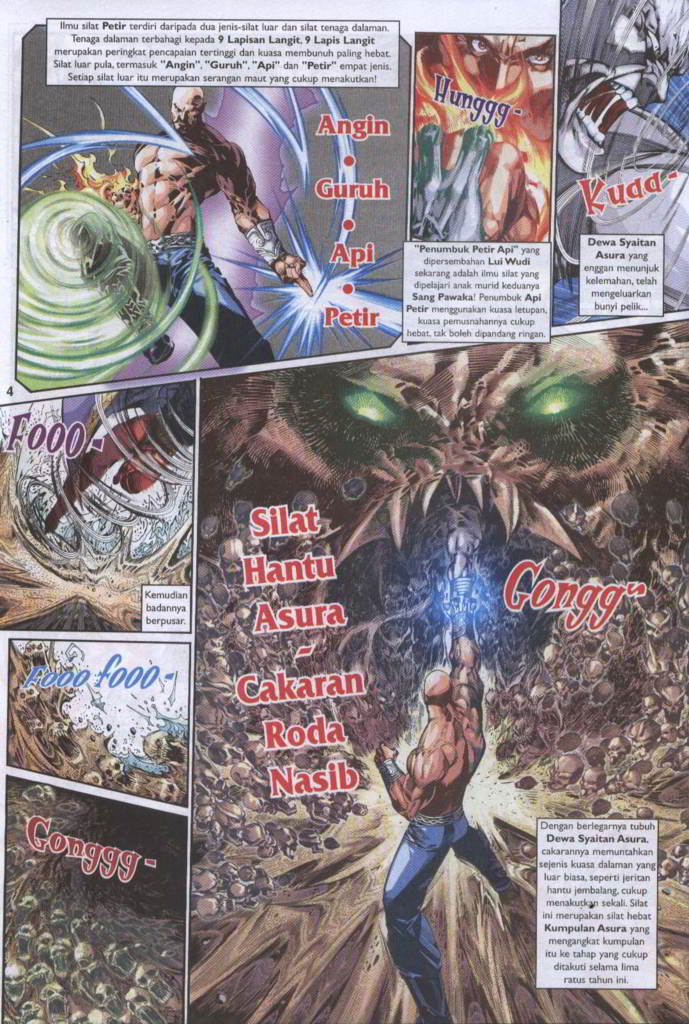 Ilmu silat Petir terdiri daripada dua jenis-silat luar dan silat tenaga dalaman.
Tenaga dalaman terbahagi kepada 9 Lapisan Langit, 9 Lapis Langit
merupakan peringkat pencapaian tertinggi dan kuasa membunuh paling hebat.
Silat luar pula, termasuk "Angin", "Guruh", "Api" dan "Petir" empat jenis.
Setiap silat luar itu merupakan serangan maut yang cukup menakutkan!
Angin
•
Guruh
•
Api
•
Petir
Hunggg-
"Penumbuk Petir Api" yang
dipersembahan Lui Wudi
sekarang adalah ilmu silat yang
dipelajari anak murid keduanya
Sang Pawaka! Penumbuk Api
Petir menggunakan kuasa letupan,
kuasa pemusnahannya cukup
hebat, tak boleh dipandang ringan.
Kuaa-
Dewa Syaitan
Asura yang
enggan menunjuk
kelemahan, telah
mengeluarkan
bunyi pelik...
4
Fooo-
Kemudian
badannya
berpusar.
Fooo fooo-
Gonggg-
Silat
Hantu
Asura
-
Cakaran
Roda
Nasib
Gongg-
Dengan berlegarnya tubuh
Dewa Syaitan Asura,
cakarannya memuntahkan
sejenis kuasa dalaman yang
luar biasa, seperti jeritan
hantu jembalang, cukup
menakutkan sekali. Silat
ini merupakan silat hebat
Kumpulan Asura yang
mengangkat kumpulan
itu ke tahap yang cukup
ditakuti selama lima
ratus tahun ini.